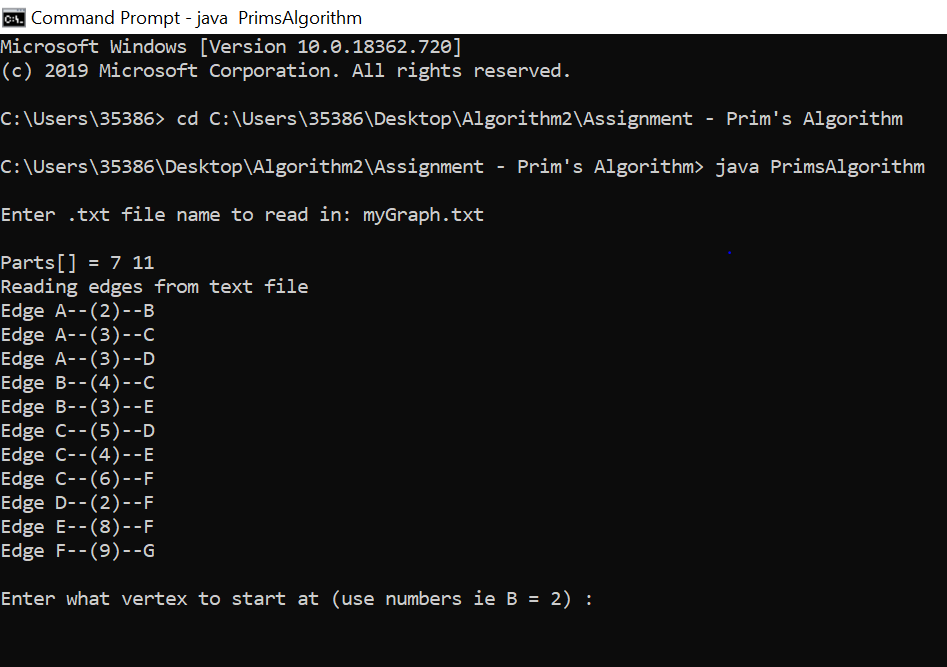 Command Prompt - java  PrimsAlgorithm
Microsoft Windows [Version 10.0.18362.720]
(c) 2019 Microsoft Corporation. All rights reserved.
C:\Users\35386> cd C:\Users\35386\Desktop\Algorithm2\Assignment - Prim's Algorithm
C:\Users\35386\Desktop\Algorithm2\Assignment - Prim's Algorithm> java PrimsAlgorithm
Enter .txt file name to read in: myGraph.txt
Parts[] = 7 11
Reading edges from text file
Edge A--(2)--B
Edge A--(3)--C
Edge A--(3)--D
Edge B--(4)--C
Edge B--(3)--E
Edge C--(5)--D
Edge C--(4)--E
Edge C--(6)--F
Edge D--(2)--F
Edge E--(8)--F
Edge F--(9)--G
Enter what vertex to start at (use numbers ie B = 2) :